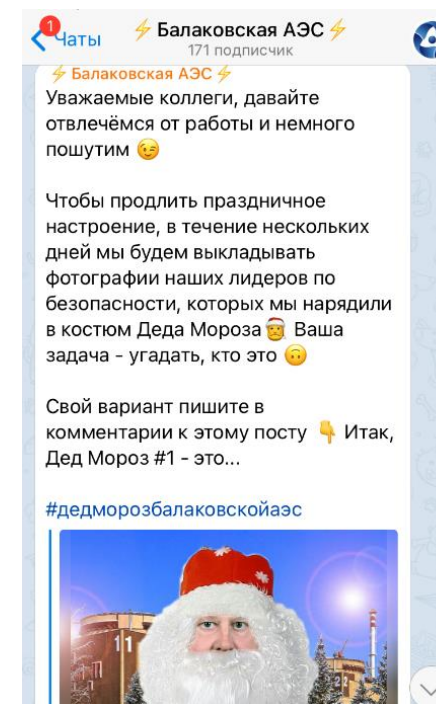 1
Чаты
⚡ Балаковская АЭС ⚡
171 подписчик
⚡ Балаковская АЭС ⚡
Уважаемые коллеги, давайте
отвлечёмся от работы и немного
пошутим 😉
Чтобы продлить праздничное
настроение, в течение нескольких
дней мы будем выкладывать
фотографии наших лидеров по
безопасности, которых мы нарядили
в костюм Деда Мороза🎅 Ваша
задача - угадать, кто это 🙃
Свой вариант пишите в
комментарии к этому посту 👇 Итак,
Дед Мороз #1 - это...
#дедморозбалаковскойаэс